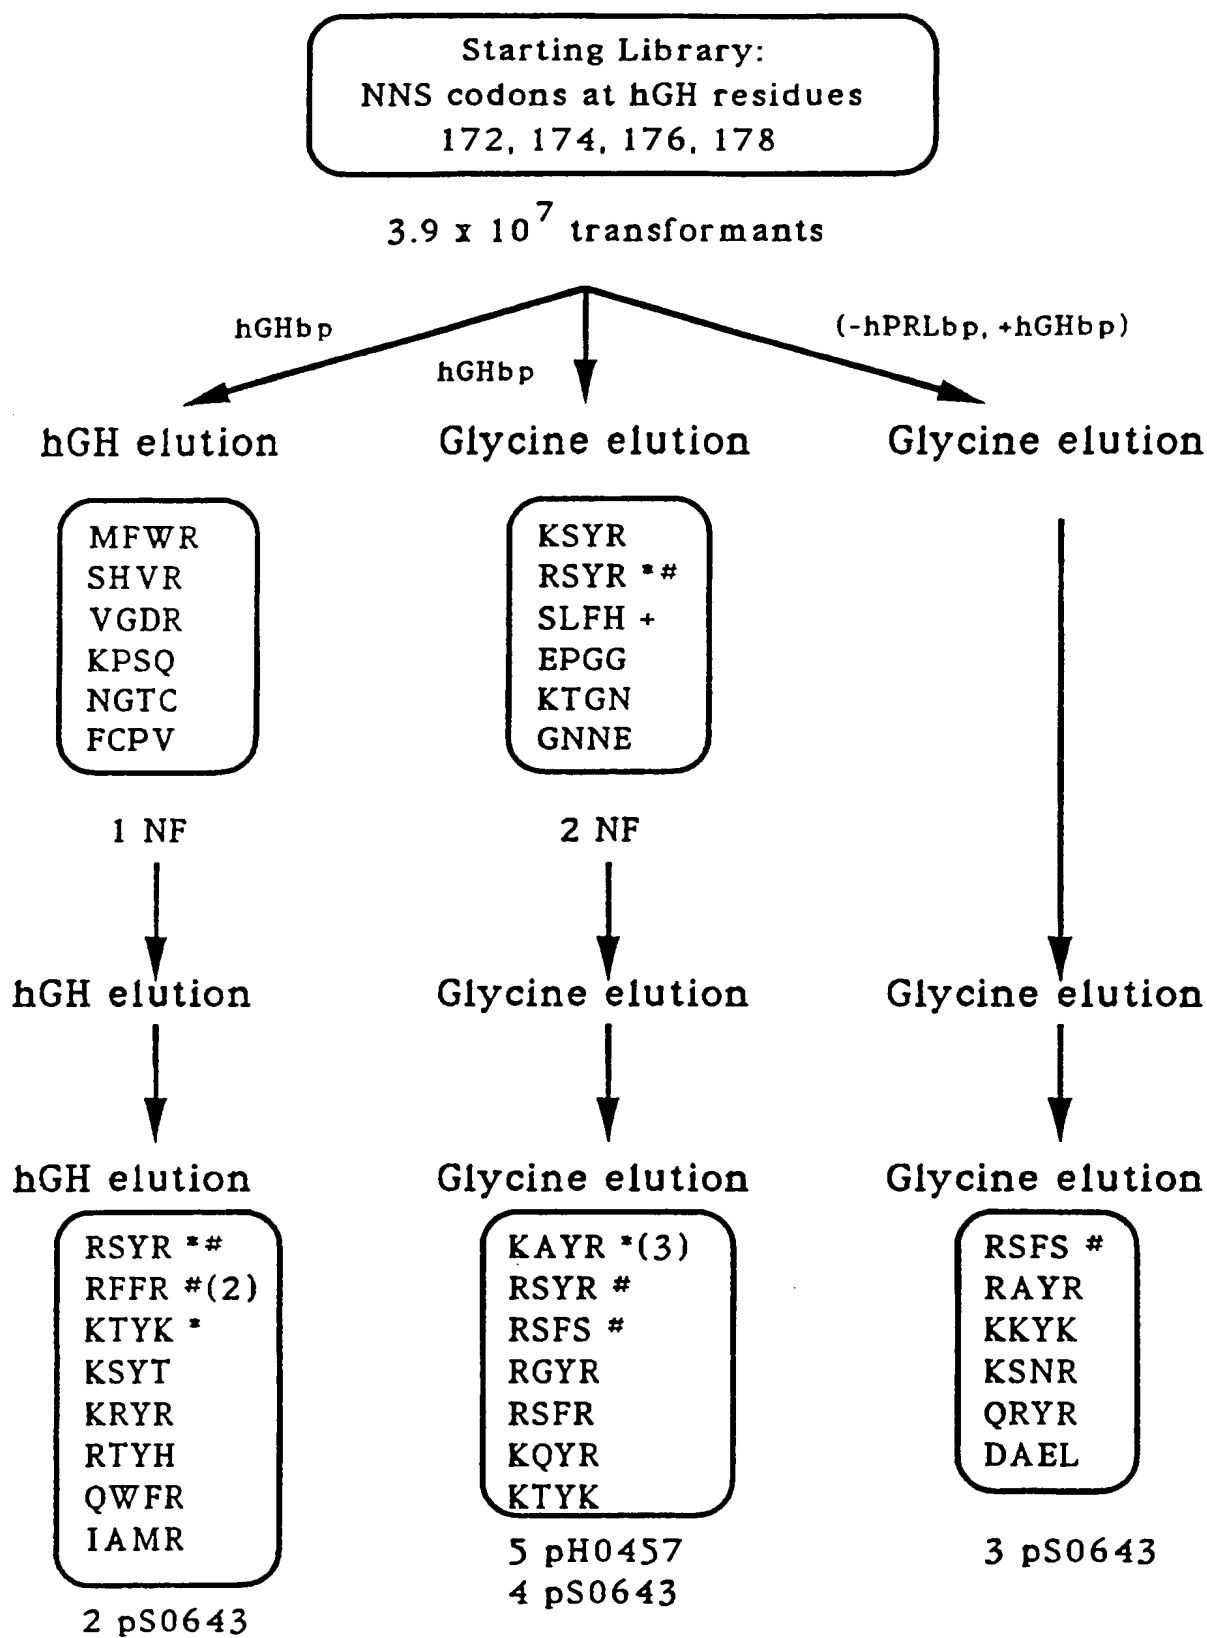 Starting Library:
NNS codons at hGH residues
172, 174, 176, 178
3.9 x 10^7 transformants
hGHbp
hGHbp
(-hPRLbp, +hGHbp)
hGH elution
Glycine elution
Glycine elution
MFWR
SHVR
VGDR
KPSQ
NGTC
FCPV
1 NF
KSYR
RSYR *#
SLFH +
EPGG
KTGN
GNNE
2 NF
hGH elution
Glycine elution
Glycine elution
hGH elution
Glycine elution
Glycine elution
RSYR *#
RFFR #(2)
KTYK *
KSYT
KRYR
RTYH
QWFR
IAMR
2 pS0643
KAYR *(3)
RSYR #
RSFS #
RGYR
RSFR
KQYR
KTYK
5 pH0457
4 pS0643
RSFS #
RAYR
KKYK
KSNR
QRYR
DAEL
3 pS0643